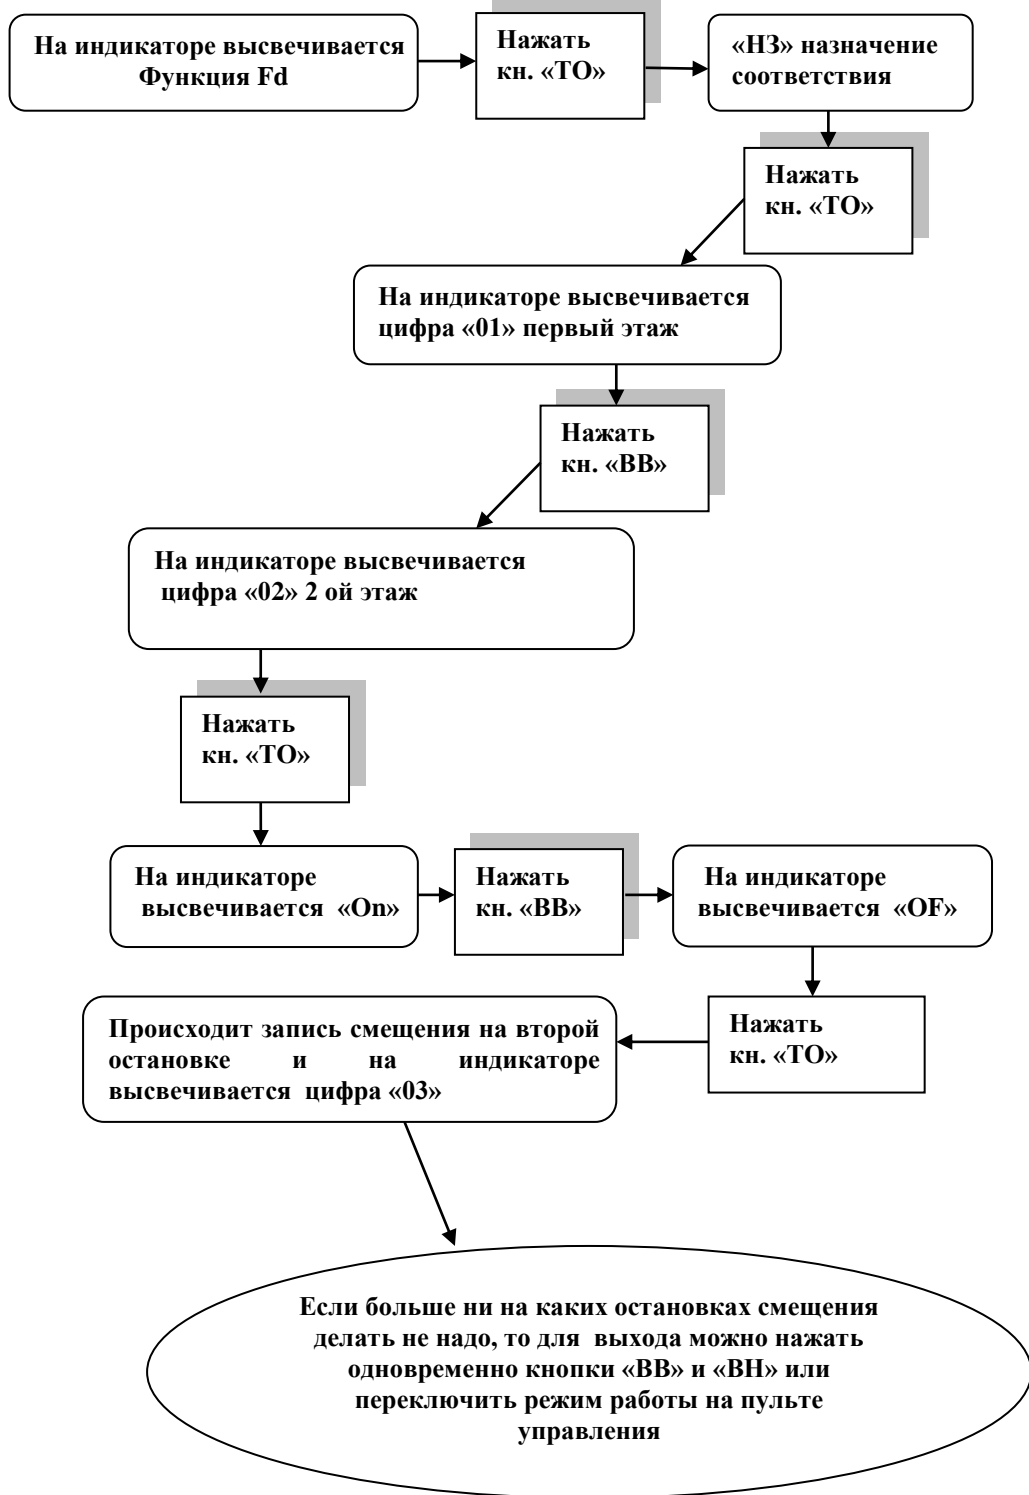 На индикаторе высвечивается
Функция Fd
Нажать
кн. «ТО»
«НЗ» назначение
соответствия
Нажать
кн. «ТО»
На индикаторе высвечивается
цифра «01» первый этаж
Нажать
кн. «ВВ»
На индикаторе высвечивается
цифра «02» 2 ой этаж
Нажать
кн. «ТО»
На индикаторе
высвечивается «On»
Нажать
кн. «ВВ»
На индикаторе
высвечивается «OF»
Нажать
кн. «ТО»
Происходит запись смещения на второй
остановке и на индикаторе
высвечивается цифра «03»
Если больше ни на каких остановках смещения
делать не надо, то для выхода можно нажать
одновременно кнопки «ВВ» и «ВН» или
переключить режим работы на пульте
управления